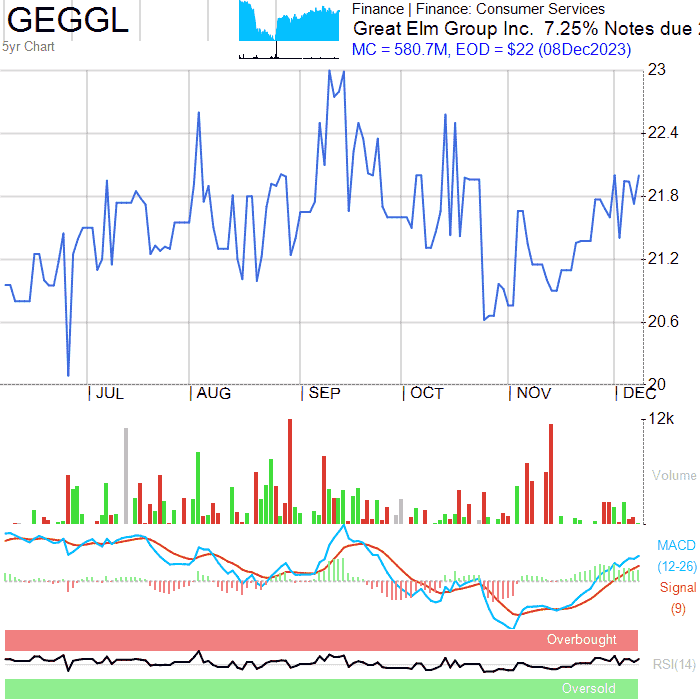 GEGGL
5yr Chart
Finance | Finance: Consumer Services
Great Elm Group Inc. 7.25% Notes due
MC = 580.7M, EOD = $22 (08Dec2023)
23
22.4
21.8
21.2
20.6
20
JUL AUG SEP OCT NOV DEC
12k
Volume
MACD
(12-26)
Signal
(9)
Overbought
RSI(14)
Oversold